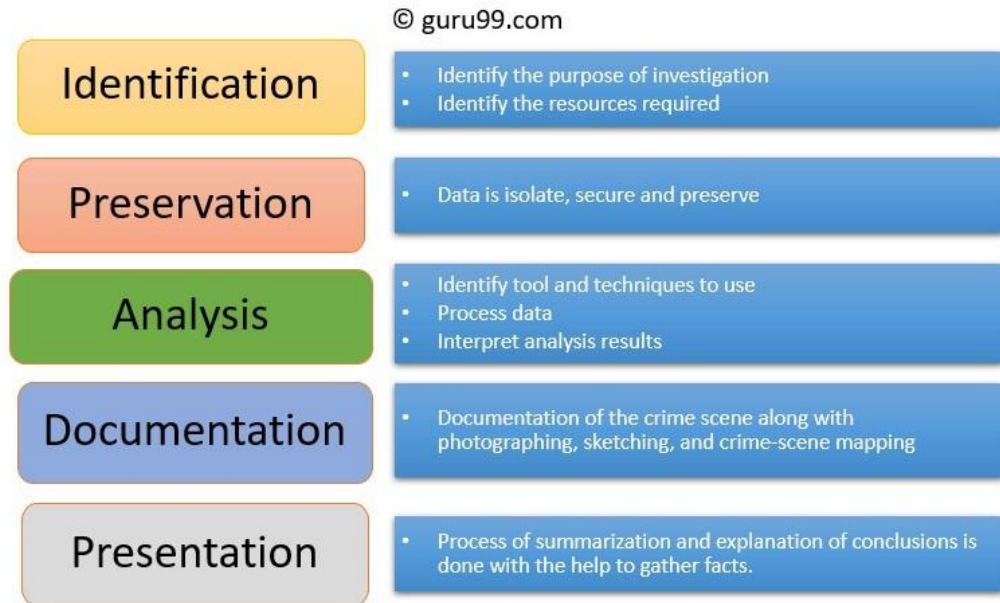 © guru99.com
Identification
• Identify the purpose of investigation
• Identify the resources required
Preservation
• Data is isolate, secure and preserve
Analysis
• Identify tool and techniques to use
• Process data
• Interpret analysis results
Documentation
• Documentation of the crime scene along with
photographing, sketching, and crime-scene mapping
Presentation
• Process of summarization and explanation of conclusions is
done with the help to gather facts.